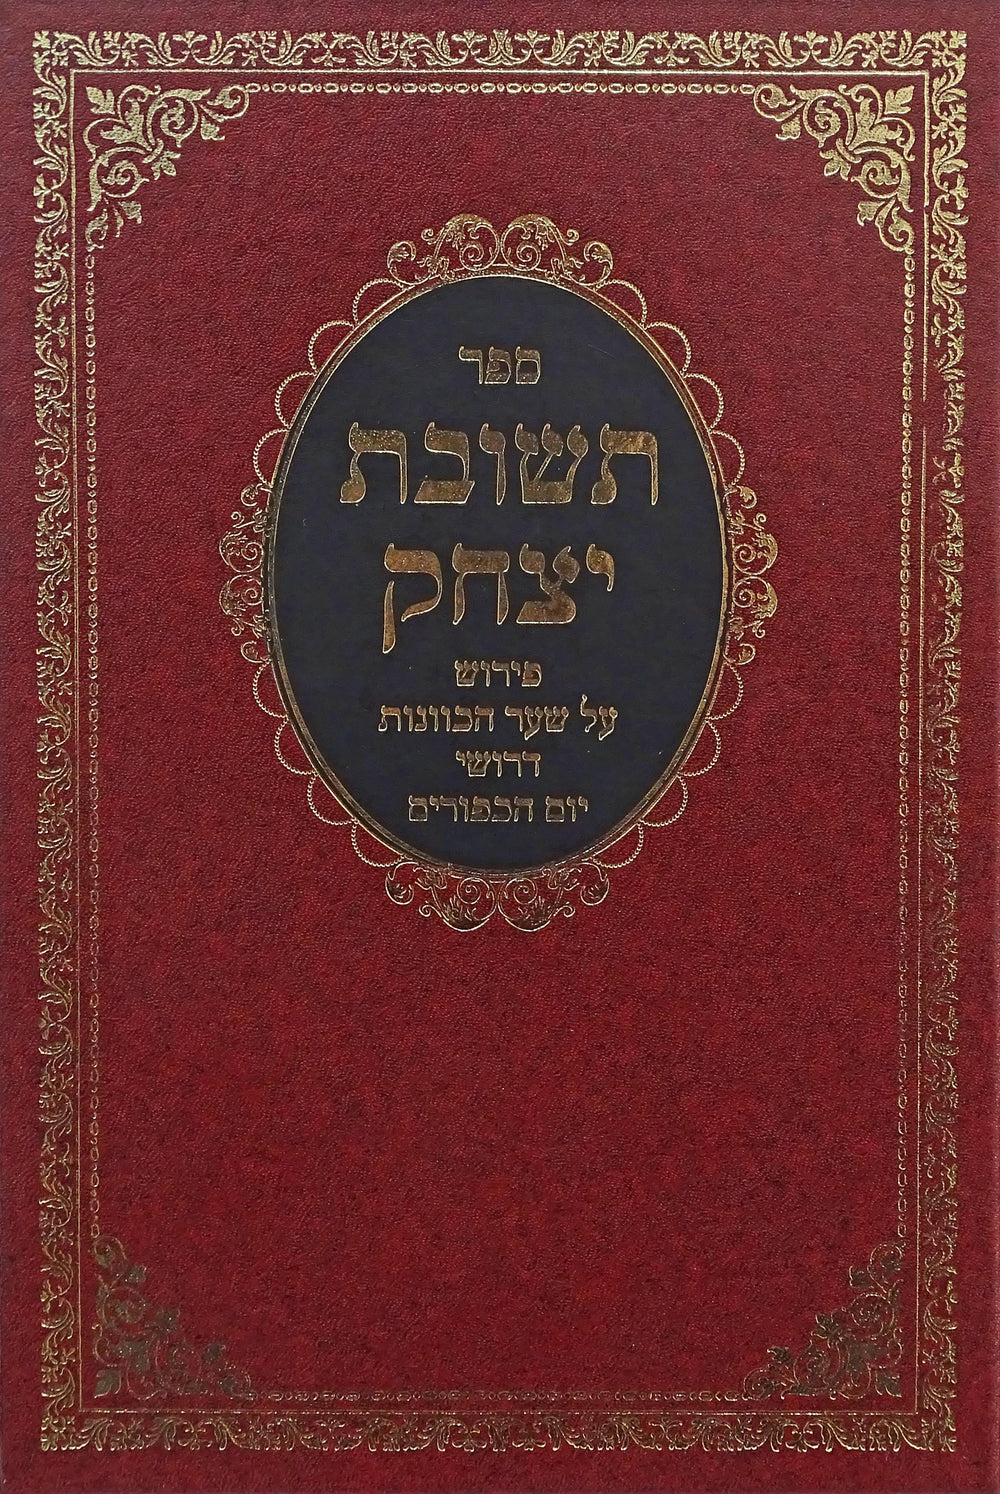 ספר
תשובת
יצחק
פירוש
על שער הכוונות
דרושי
יום הכפורים